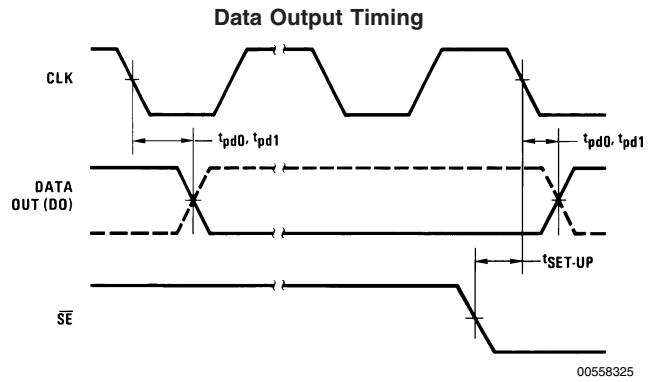 Data Output Timing
CLK
tpd0, tpd1
tpd0, tpd1
DATA
OUT (DO)
tSET-UP
SE
00558325